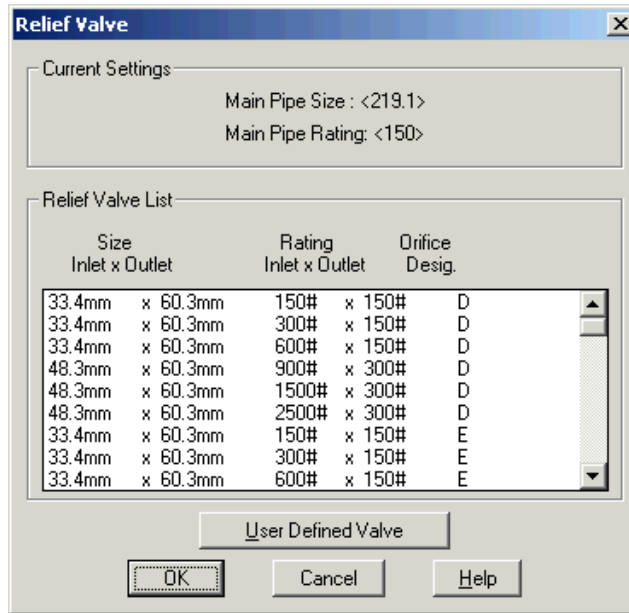 Relief Valve
Current Settings
Main Pipe Size : <219.1>
Main Pipe Rating: <150>
Relief Valve List
Size Rating Orifice
Inlet x Outlet Inlet x Outlet Desig.
33.4mm x 60.3mm 150# x 150# D
33.4mm x 60.3mm 300# x 150# D
33.4mm x 60.3mm 600# x 150# D
48.3mm x 60.3mm 900# x 300# D
48.3mm x 60.3mm 1500# x 300# D
48.3mm x 60.3mm 2500# x 300# D
33.4mm x 60.3mm 150# x 150# E
33.4mm x 60.3mm 300# x 150# E
33.4mm x 60.3mm 600# x 150# E
User Defined Valve
OK Cancel Help